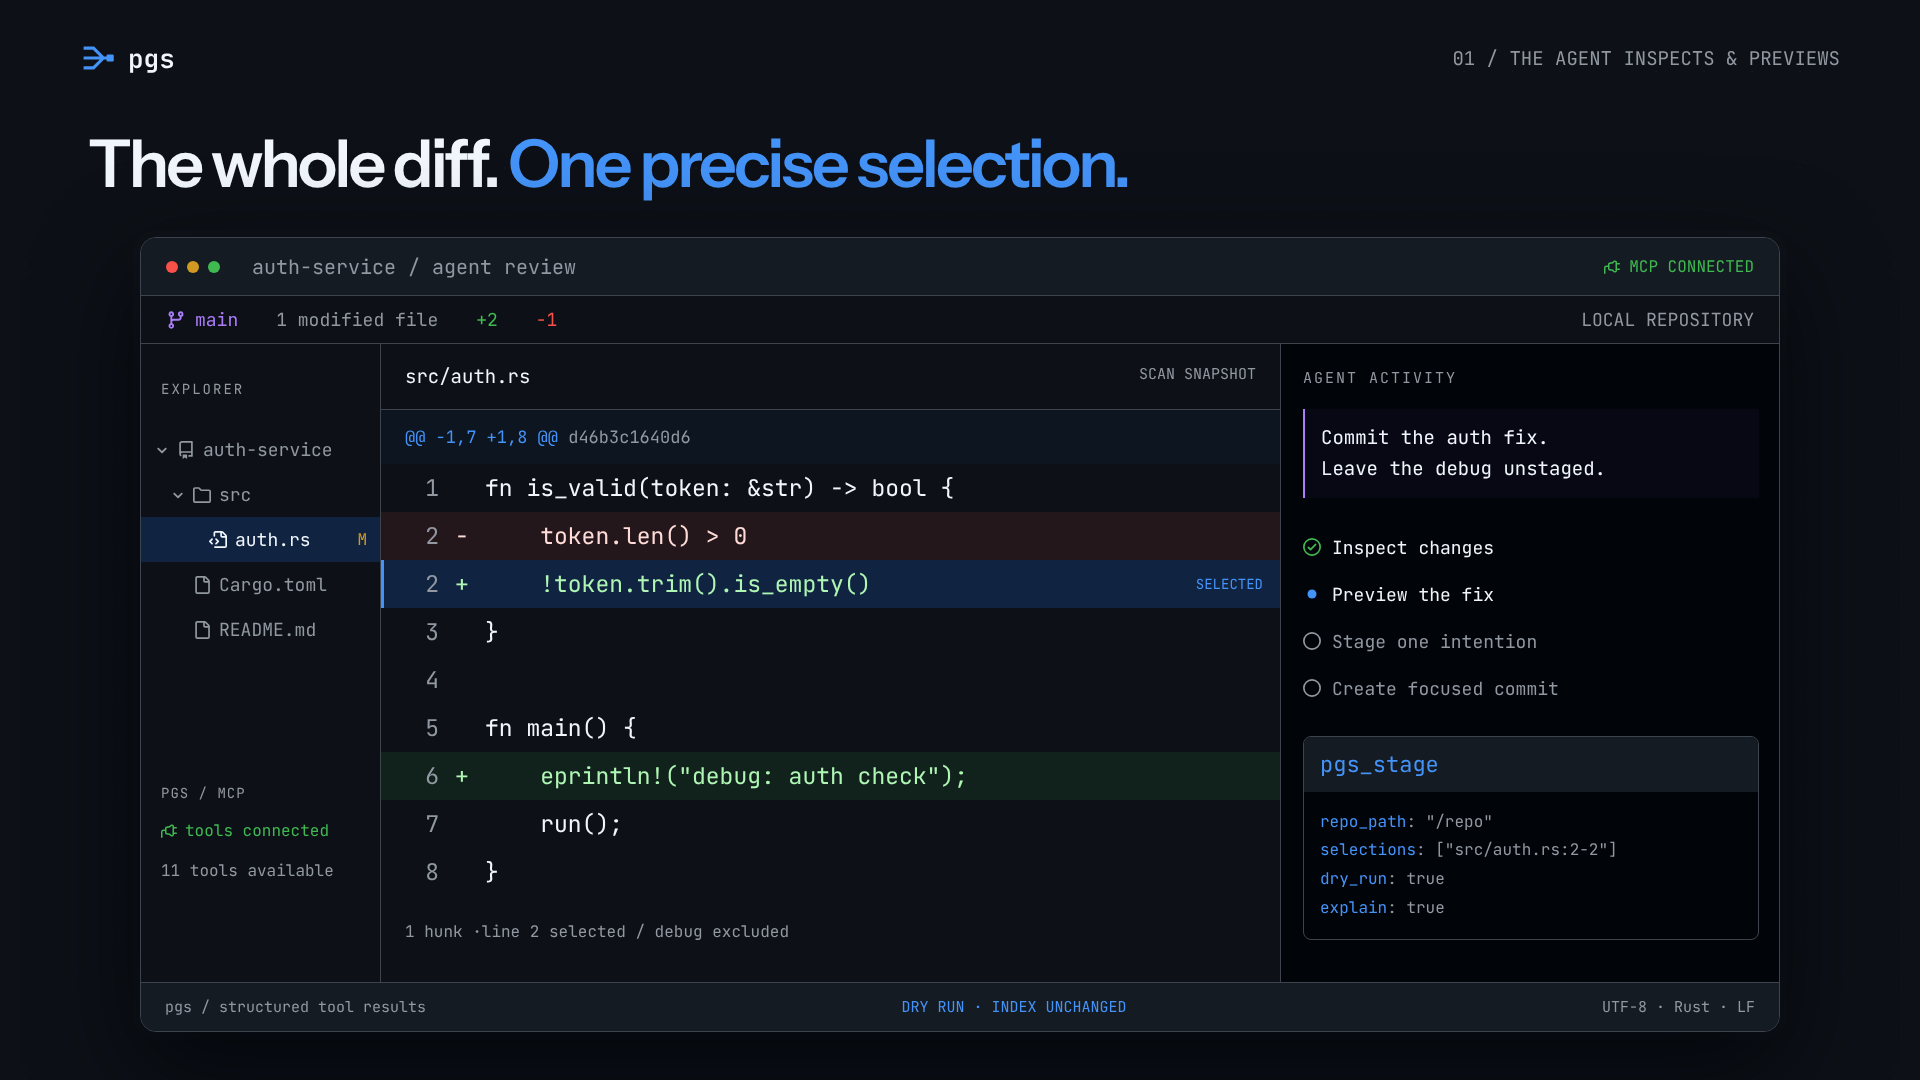 pgs
01 / THE AGENT INSPECTS & PREVIEWS
The whole diff. One precise selection.
auth-service / agent review
MCP CONNECTED
main 1 modified file +2 -1
LOCAL REPOSITORY
EXPLORER
auth-service
src
auth.rs M
Cargo.toml
README.md
PGS / MCP
tools connected
11 tools available
src/auth.rs
SCAN SNAPSHOT
@@ -1,7 +1,8 @@ d46b3c1640d6
1 fn is_valid(token: &str) -> bool {
2 - token.len() > 0
2 + !token.trim().is_empty() SELECTED
3 }
4
5 fn main() {
6 + eprintln!("debug: auth check");
7 run();
8 }
1 hunk ·line 2 selected / debug excluded
AGENT ACTIVITY
Commit the auth fix.
Leave the debug unstaged.
Inspect changes
Preview the fix
Stage one intention
Create focused commit
pgs_stage
repo_path: "/repo"
selections: ["src/auth.rs:2-2"]
dry_run: true
explain: true
pgs / structured tool results
DRY RUN · INDEX UNCHANGED
UTF-8 · Rust · LF